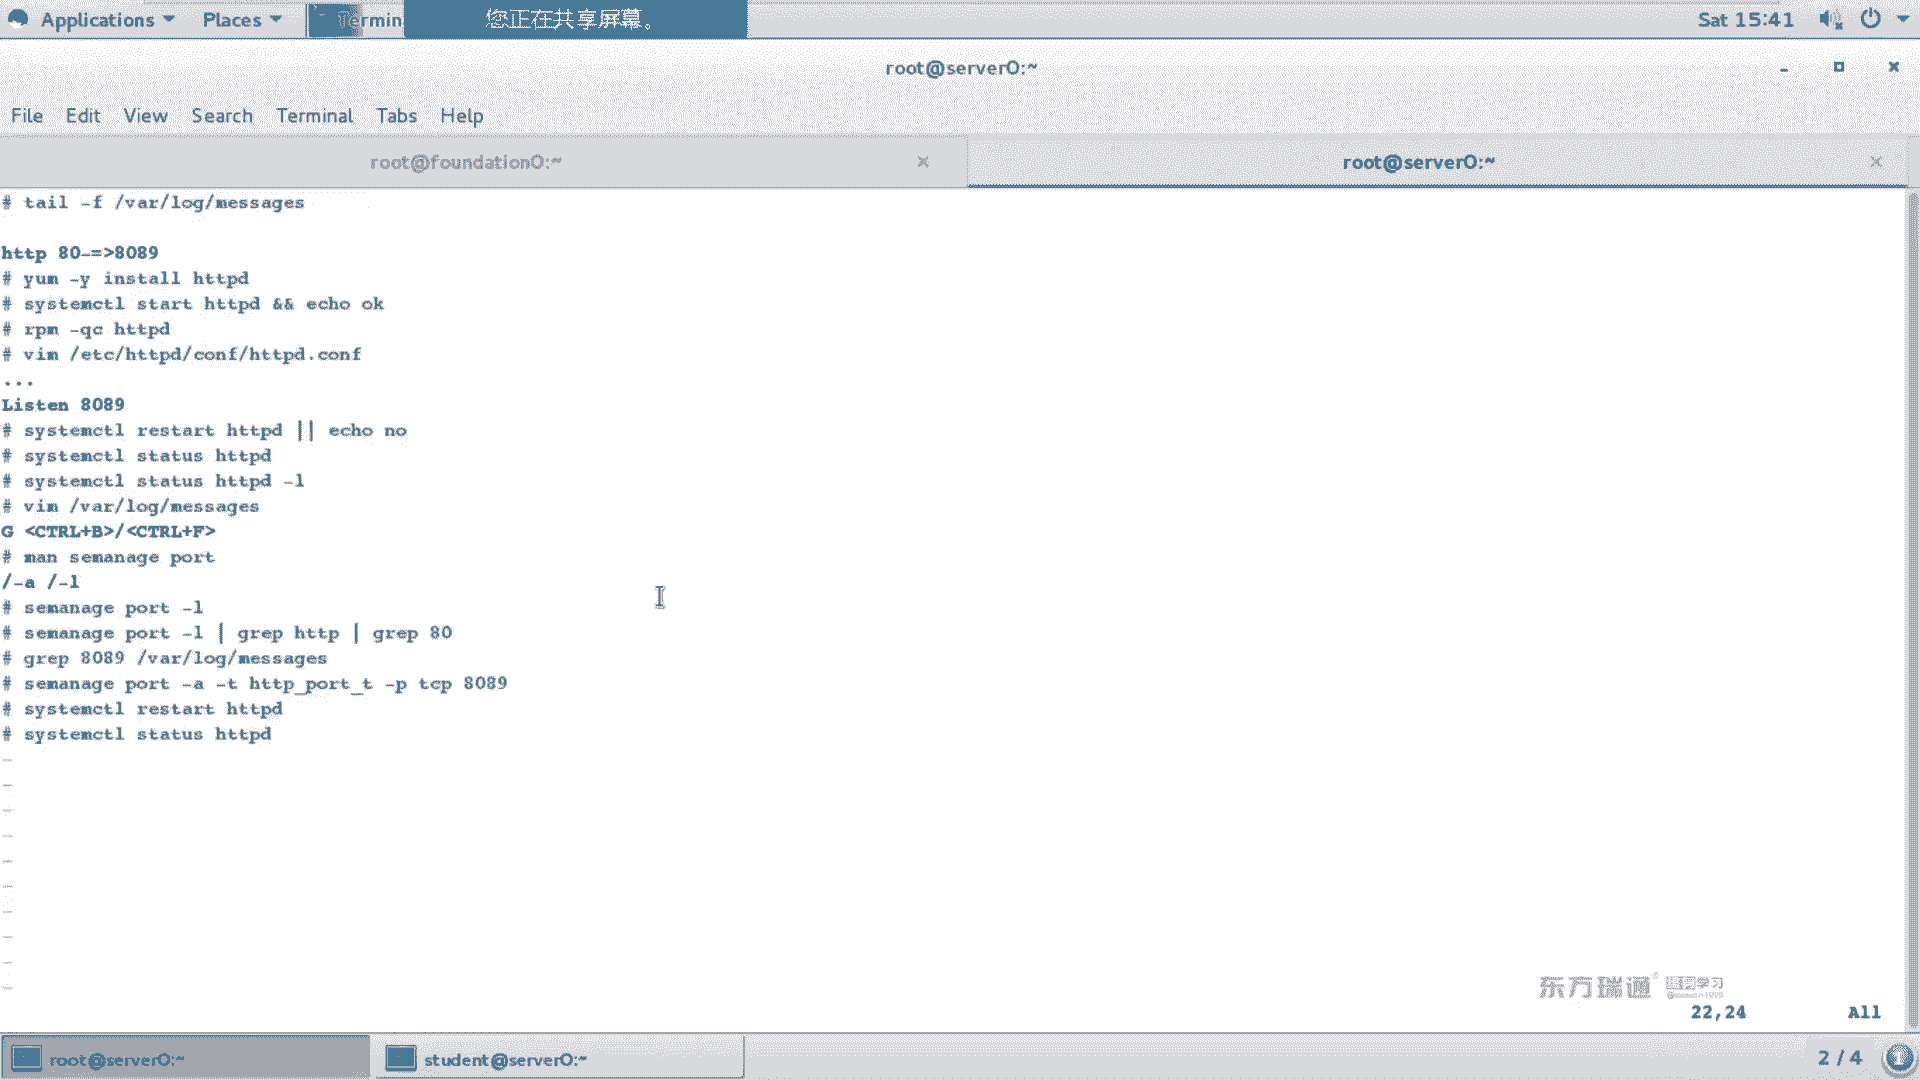 Applications Places Termin
您正在共享屏幕。
Sat 15:41
root@server0:~
File Edit View Search Terminal Tabs Help
root@foundation0:~
root@server0:~
# tail -f /var/log/messages
http 80-=>8089
# yum -y install httpd
# systemctl start httpd && echo ok
# rpm -qc httpd
# vim /etc/httpd/conf/httpd.conf
...
Listen 8089
# systemctl restart httpd || echo no
# systemctl status httpd
# systemctl status httpd -l
# vim /var/log/messages
G <CTRL+B>/<CTRL+F>
# man semanage port
/-a /-l
# semanage port -l
# semanage port -l | grep http | grep 80
# grep 8089 /var/log/messages
# semanage port -a -t http_port_t -p tcp 8089
# systemctl restart httpd
# systemctl status httpd
东方瑞通
学习
22,24 All
root@server0:~
student@server0:~
2 / 4
1